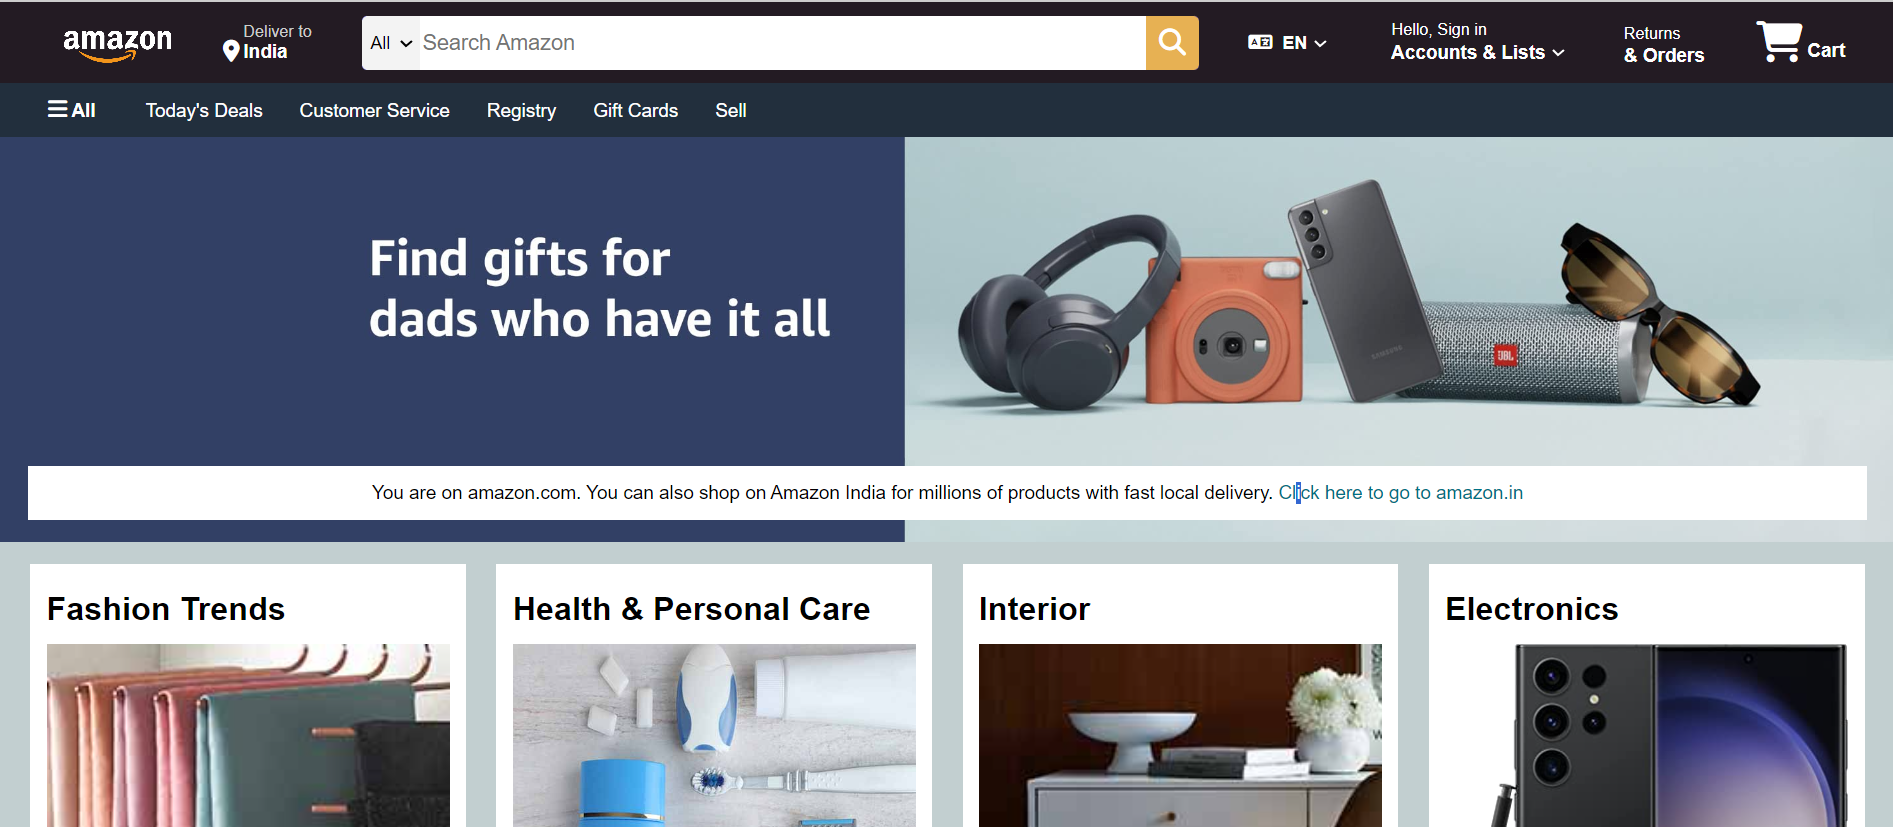 amazon
Deliver to
India
All
Search Amazon
EN
Hello, Sign in
Accounts & Lists
Returns
& Orders
Cart
All
Today's Deals
Customer Service
Registry
Gift Cards
Sell
Find gifts for
dads who have it all
SAMSUNG
JBL
You are on amazon.com. You can also shop on Amazon India for millions of products with fast local delivery. Click here to go to amazon.in
Fashion Trends
Health & Personal Care
Interior
Electronics